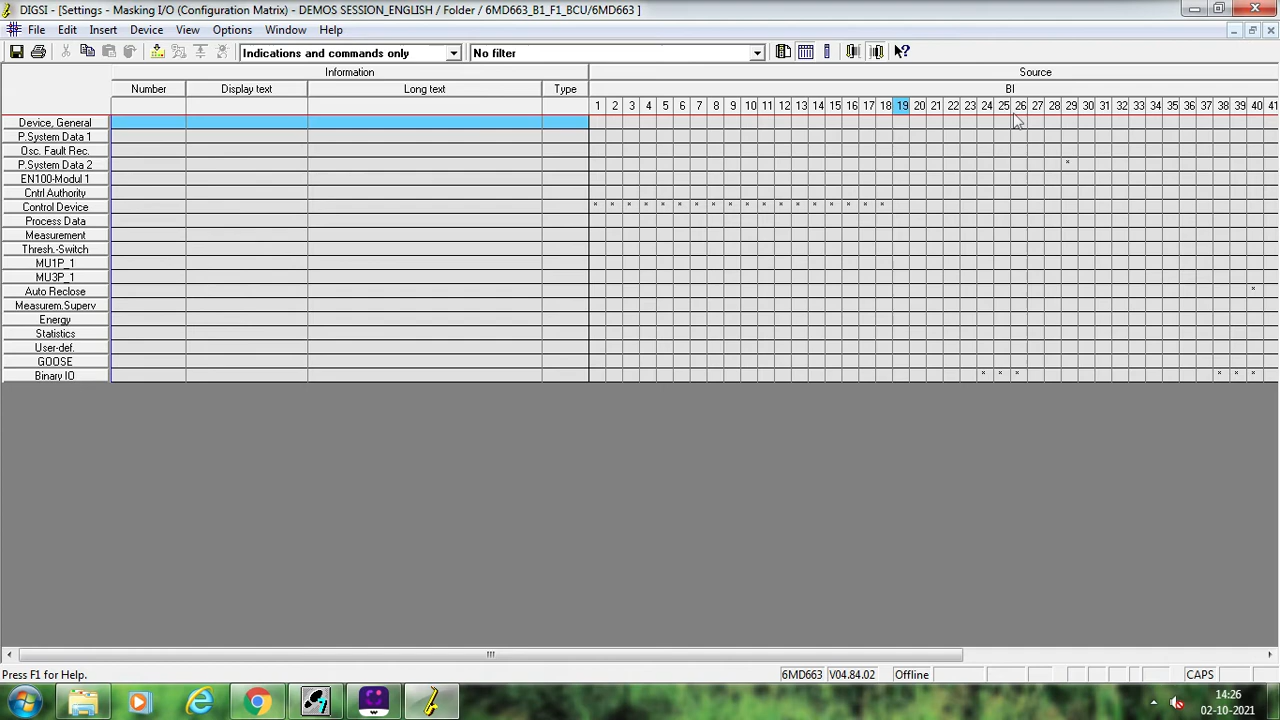 DIGSI - [Settings - Masking I/O (Configuration Matrix) - DEMOS SESSION_ENGLISH / Folder / 6MD663_B1_F1_BCU/6MD663 ]
File Edit Insert Device View Options Window Help
Indications and commands only No filter
Information Source
Number Display text Long text Type BI
1 2 3 4 5 6 7 8 9 10 11 12 13 14 15 16 17 18 19 20 21 22 23 24 25 26 27 28 29 30 31 32 33 34 35 36 37 38 39 40 41
Device, General
P.System Data 1
Osc. Fault Rec.
P.System Data 2 *
EN100-Modul 1
Cntrl Authority
Control Device * * * * * * * * * * * * * * * * * *
Process Data
Measurement
Thresh.-Switch
MU1P_1
MU3P_1
Auto Reclose *
Measurem.Superv
Energy
Statistics
User-def.
GOOSE
Binary IO * * * * * *
Press F1 for Help. 6MD663 V04.84.02 Offline CAPS
14:26
02-10-2021